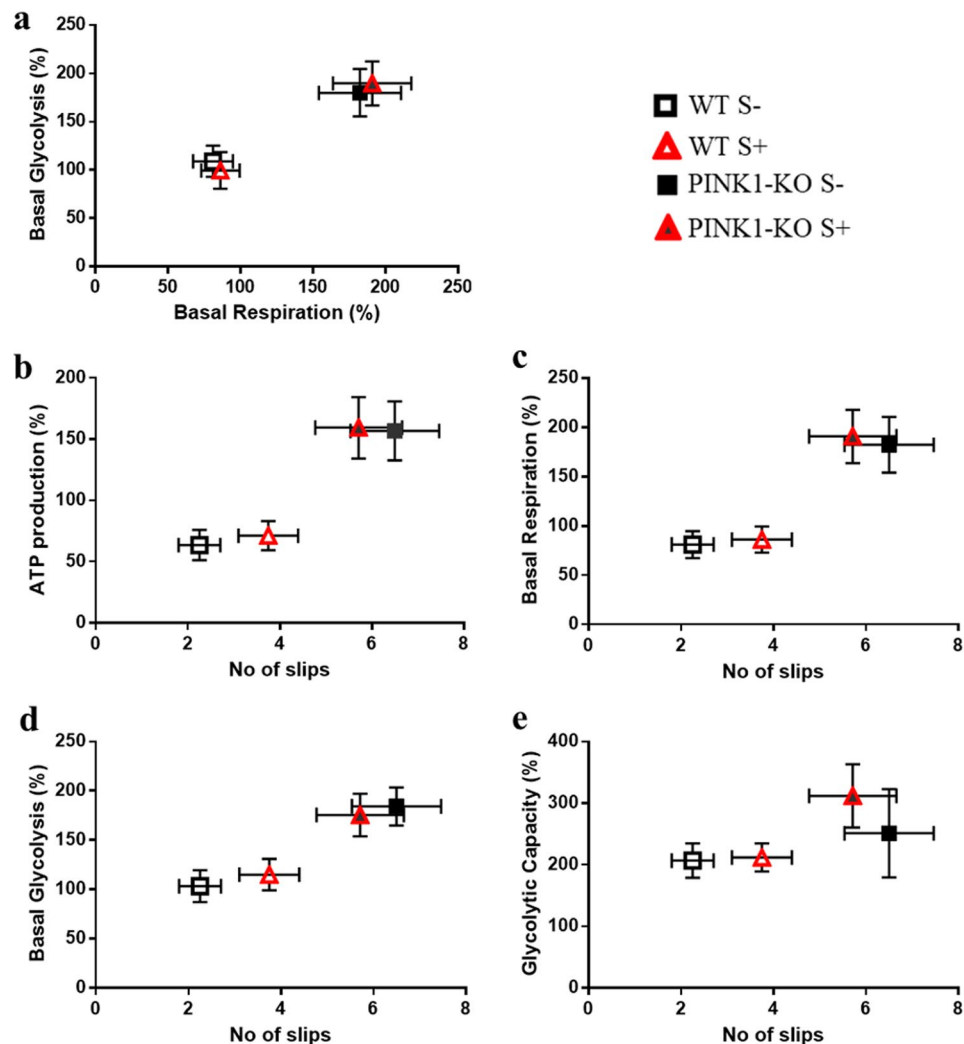 a
250
200
150
100
50
0
Basal Glycolysis (%)
0 50 100 150 200 250
Basal Respiration (%)
WT S-
WT S+
PINK1-KO S-
PINK1-KO S+
b
200
150
100
50
0
ATP production (%)
0 2 4 6 8
No of slips
c
250
200
150
100
50
0
Basal Respiration (%)
0 2 4 6 8
No of slips
d
250
200
150
100
50
0
Basal Glycolysis (%)
0 2 4 6 8
No of slips
e
400
300
200
100
0
Glycolytic Capacity (%)
0 2 4 6 8
No of slips